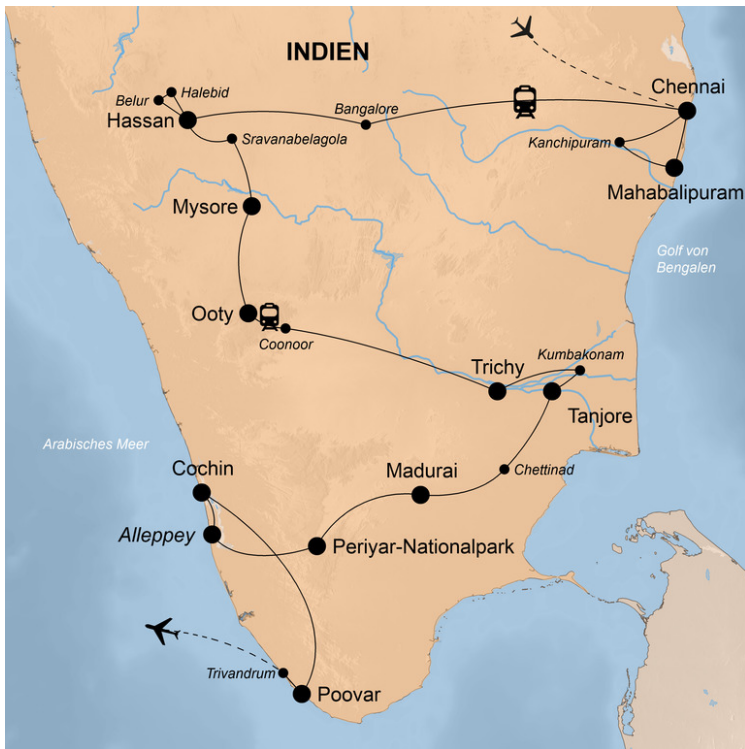 INDIEN
Chennai
Halebid
Belur
Bangalore
Hassan
Sravanabelagola
Kanchipuram
Mahabalipuram
Mysore
Golf von
Bengalen
Ooty
Coonoor
Trichy
Kumbakonam
Tanjore
Arabisches Meer
Cochin
Madurai
Chettinad
Alleppey
Periyar-Nationalpark
Trivandrum
Poovar